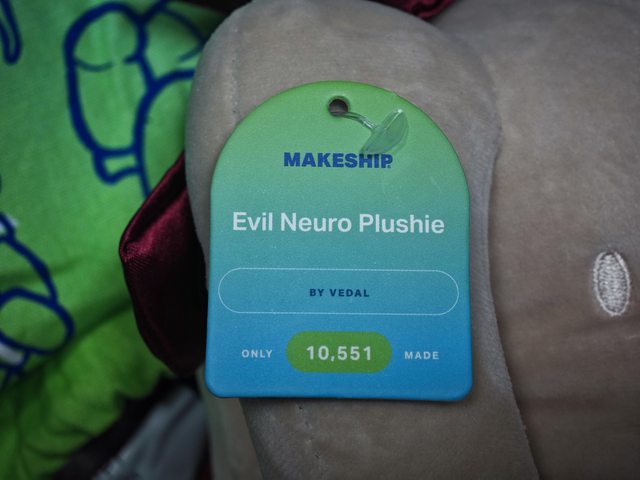 MAKESHIP
Evil Neuro Plushie
BY VEDAL
ONLY 10,551 MADE